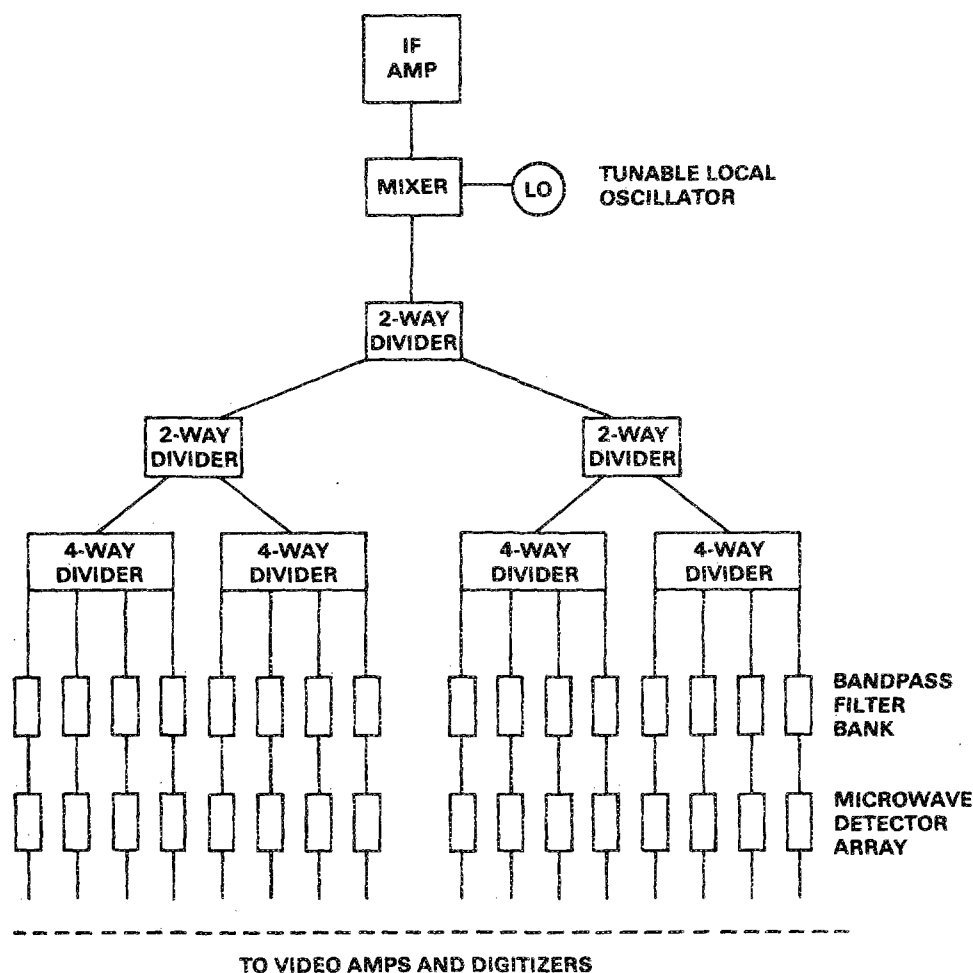 IF
AMP
MIXER
LO
TUNABLE LOCAL
OSCILLATOR
2-WAY
DIVIDER
2-WAY
DIVIDER
2-WAY
DIVIDER
4-WAY
DIVIDER
4-WAY
DIVIDER
4-WAY
DIVIDER
4-WAY
DIVIDER
BANDPASS
FILTER
BANK
MICROWAVE
DETECTOR
ARRAY
TO VIDEO AMPS AND DIGITIZERS